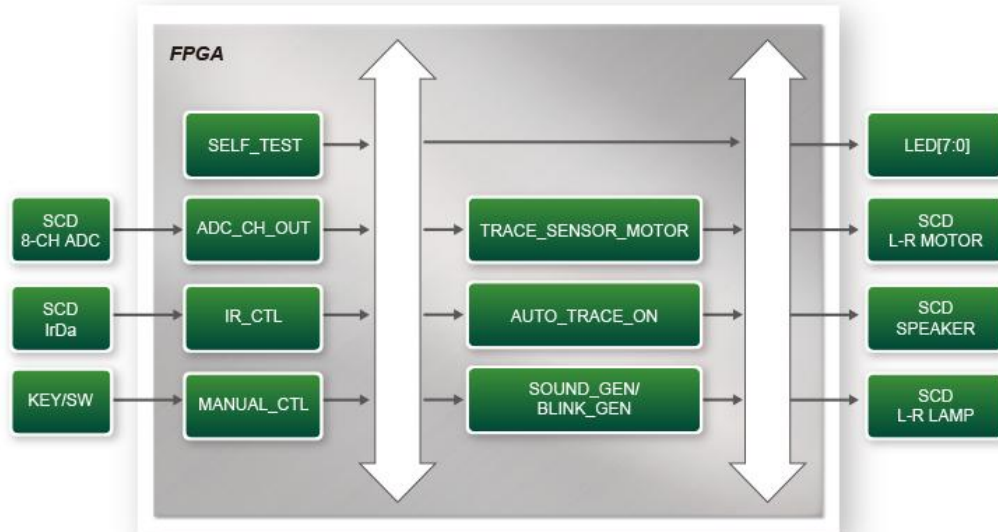 FPGA
SELF_TEST
LED[7:0]
SCD
8-CH ADC
ADC_CH_OUT
TRACE_SENSOR_MOTOR
SCD
L-R MOTOR
SCD
IrDa
IR_CTL
AUTO_TRACE_ON
SCD
SPEAKER
KEY/SW
MANUAL_CTL
SOUND_GEN/
BLINK_GEN
SCD
L-R LAMP